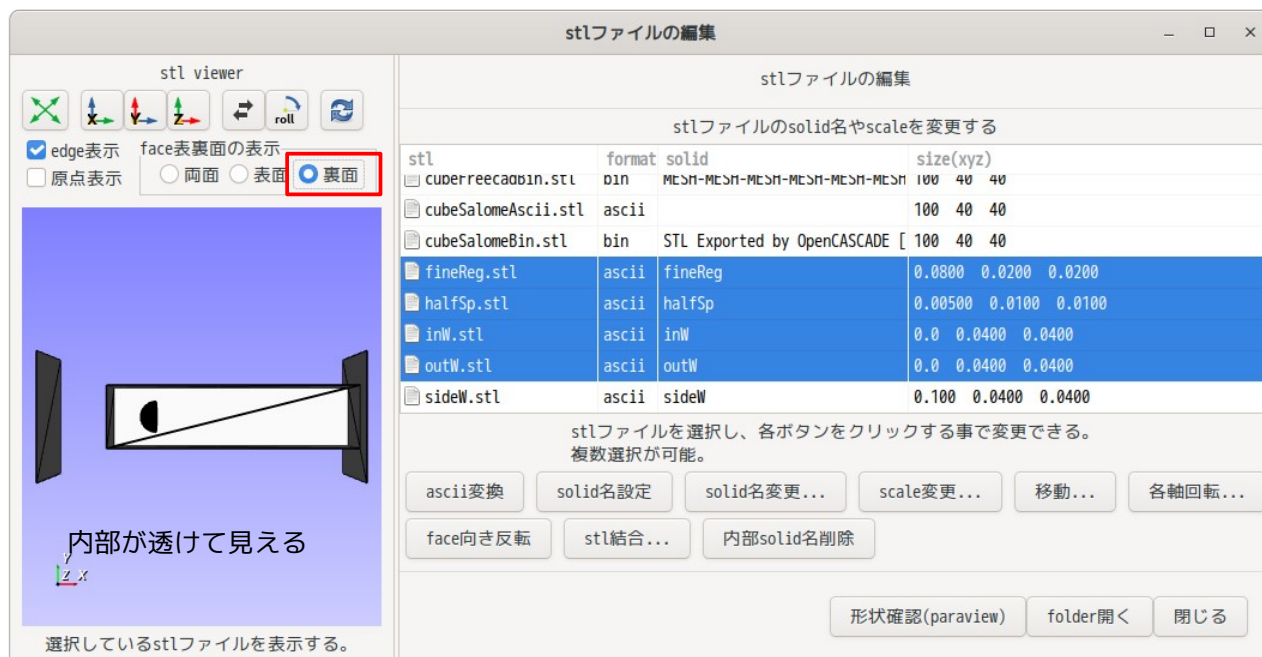 stlファイルの編集
stl viewer
X Y Z roll
edge表示
原点表示
face表裏面の表示
両面 表面 裏面
内部が透けて見える
Y
Z X
選択しているstlファイルを表示する。
stlファイルの編集
stlファイルのsolid名やscaleを変更する
stl format solid size(xyz)
cubeFreecadBin.stl bin MESH-MESH-MESH-MESH-MESH-MESH 100 40 40
cubeSalomeAscii.stl ascii 100 40 40
cubeSalomeBin.stl bin STL Exported by OpenCASCADE [ 100 40 40
fineReg.stl ascii fineReg 0.0800 0.0200 0.0200
halfSp.stl ascii halfSp 0.00500 0.0100 0.0100
inW.stl ascii inW 0.0 0.0400 0.0400
outW.stl ascii outW 0.0 0.0400 0.0400
sideW.stl ascii sideW 0.100 0.0400 0.0400
stlファイルを選択し、各ボタンをクリックする事で変更できる。
複数選択が可能。
ascii変換 solid名設定 solid名変更... scale変更... 移動... 各軸回転...
face向き反転 stl結合... 内部solid名削除
形状確認(paraview) folder開く 閉じる